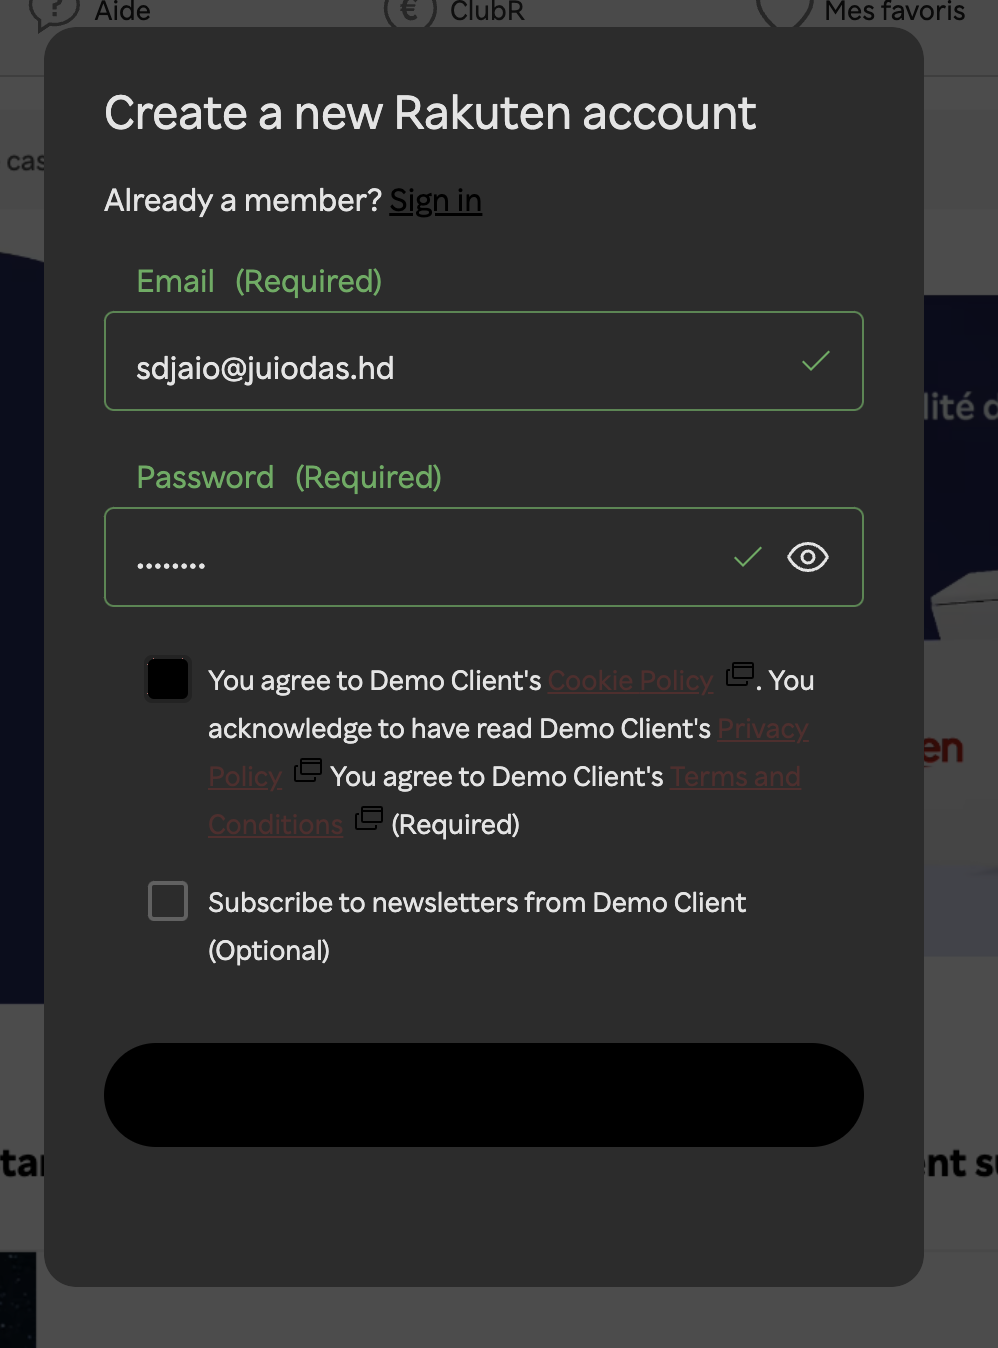 Aide
ClubR
Mes favoris
cas
Create a new Rakuten account
Already a member? Sign in
Email (Required)
sdjaio@juiodas.hd
lité d
Password (Required)
••••••••
You agree to Demo Client's Cookie Policy . You
acknowledge to have read Demo Client's Privacy
Policy You agree to Demo Client's Terms and
Conditions (Required)
en
Subscribe to newsletters from Demo Client
(Optional)
tar
ent su